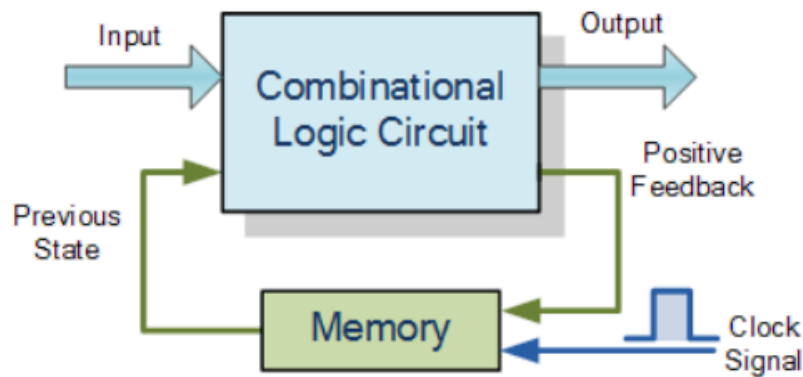 Input
Output
Combinational
Logic Circuit
Positive
Feedback
Previous
State
Memory
Clock
Signal